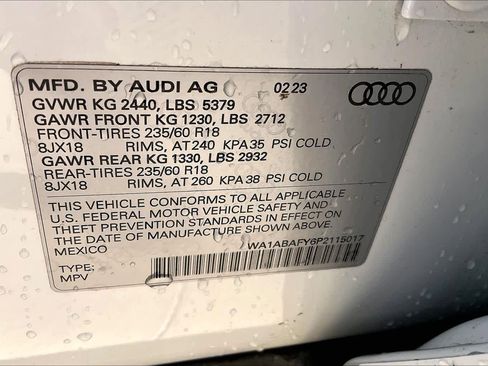 MFD. BY AUDI AG 02 23
GVWR KG 2440, LBS 5379
GAWR FRONT KG 1230, LBS 2712
FRONT-TIRES 235/60 R18
8JX18 RIMS, AT 240 KPA 35 PSI COLD
GAWR REAR KG 1330, LBS 2932
REAR-TIRES 235/60 R18
8JX18 RIMS, AT 260 KPA 38 PSI COLD
THIS VEHICLE CONFORMS TO ALL APPLICABLE
U.S. FEDERAL MOTOR VEHICLE SAFETY AND
THEFT PREVENTION STANDARDS IN EFFECT ON
THE DATE OF MANUFACTURE SHOWN ABOVE.
MEXICO
WA1ABAFY6P2115017
TYPE:
MPV